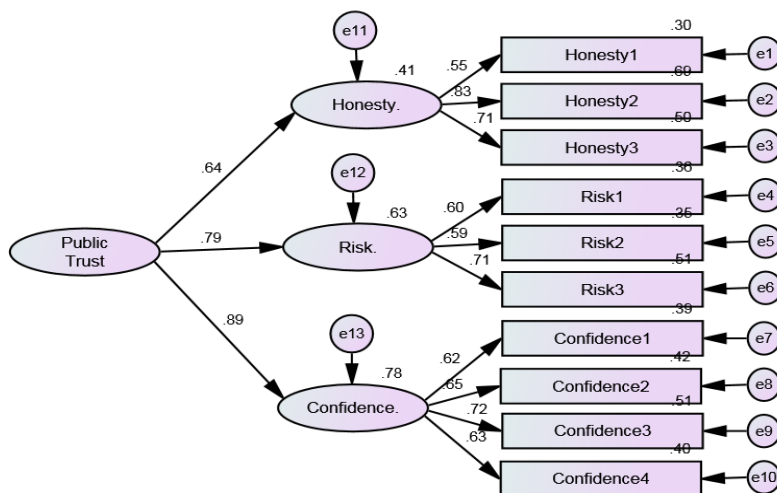 e11
.41
.55
.83
.71
Honesty.
.30
Honesty1
e1
.69
Honesty2
e2
.50
Honesty3
e3
.64
e12
.63
.60
.59
.71
Risk.
.36
Risk1
e4
.35
Risk2
e5
.51
Risk3
e6
Public
Trust
.79
.89
e13
.78
.62
.65
.72
.63
Confidence.
.39
Confidence1
e7
.42
Confidence2
e8
.51
Confidence3
e9
.40
Confidence4
e10